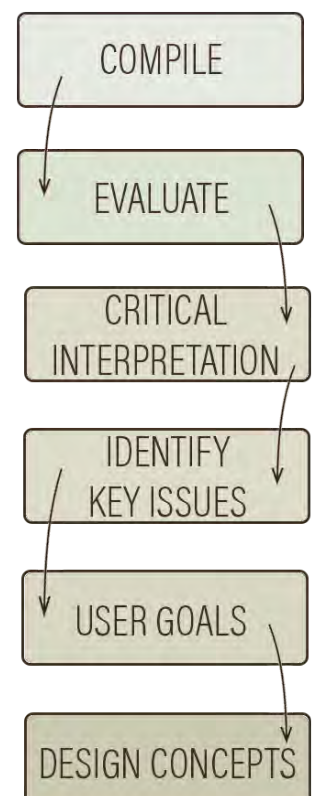 COMPILE
EVALUATE
CRITICAL
INTERPRETATION
IDENTIFY
KEY ISSUES
USER GOALS
DESIGN CONCEPTS